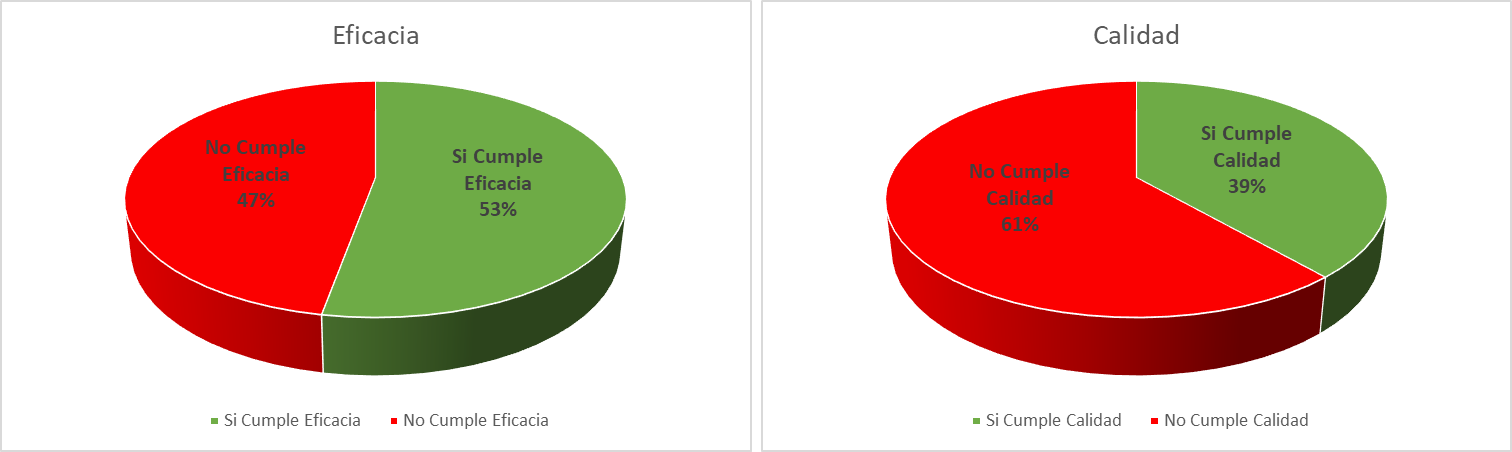 Eficacia
No Cumple
Eficacia
47%
Si Cumple
Eficacia
53%
Si Cumple Eficacia
No Cumple Eficacia
Calidad
No Cumple
Calidad
61%
Si Cumple
Calidad
39%
Si Cumple Calidad
No Cumple Calidad